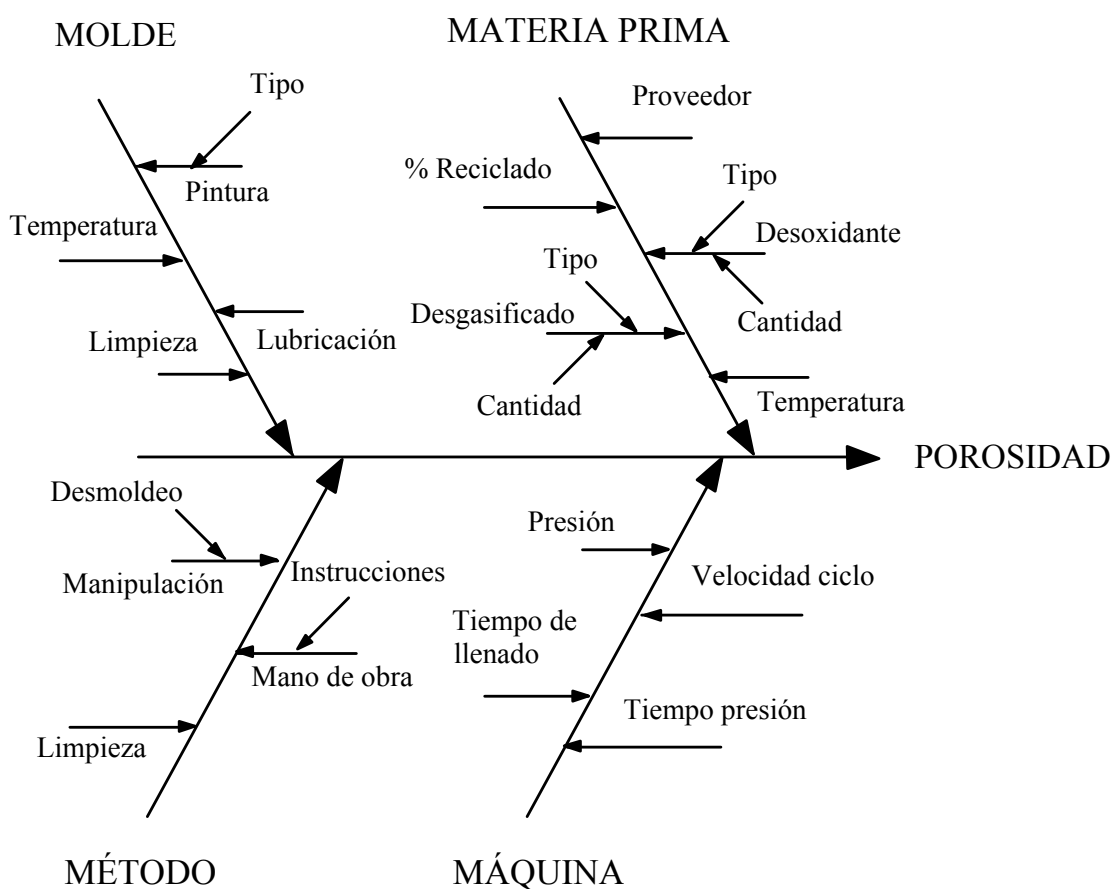 MOLDE
MATERIA PRIMA
Tipo
Proveedor
% Reciclado
Pintura
Tipo
Temperatura
Desoxidante
Tipo
Desgasificado
Cantidad
Limpieza
Lubricación
Cantidad
Temperatura
POROSIDAD
Desmoldeo
Presión
Manipulación
Instrucciones
Velocidad ciclo
Tiempo de
llenado
Mano de obra
Tiempo presión
Limpieza
MÉTODO
MÁQUINA